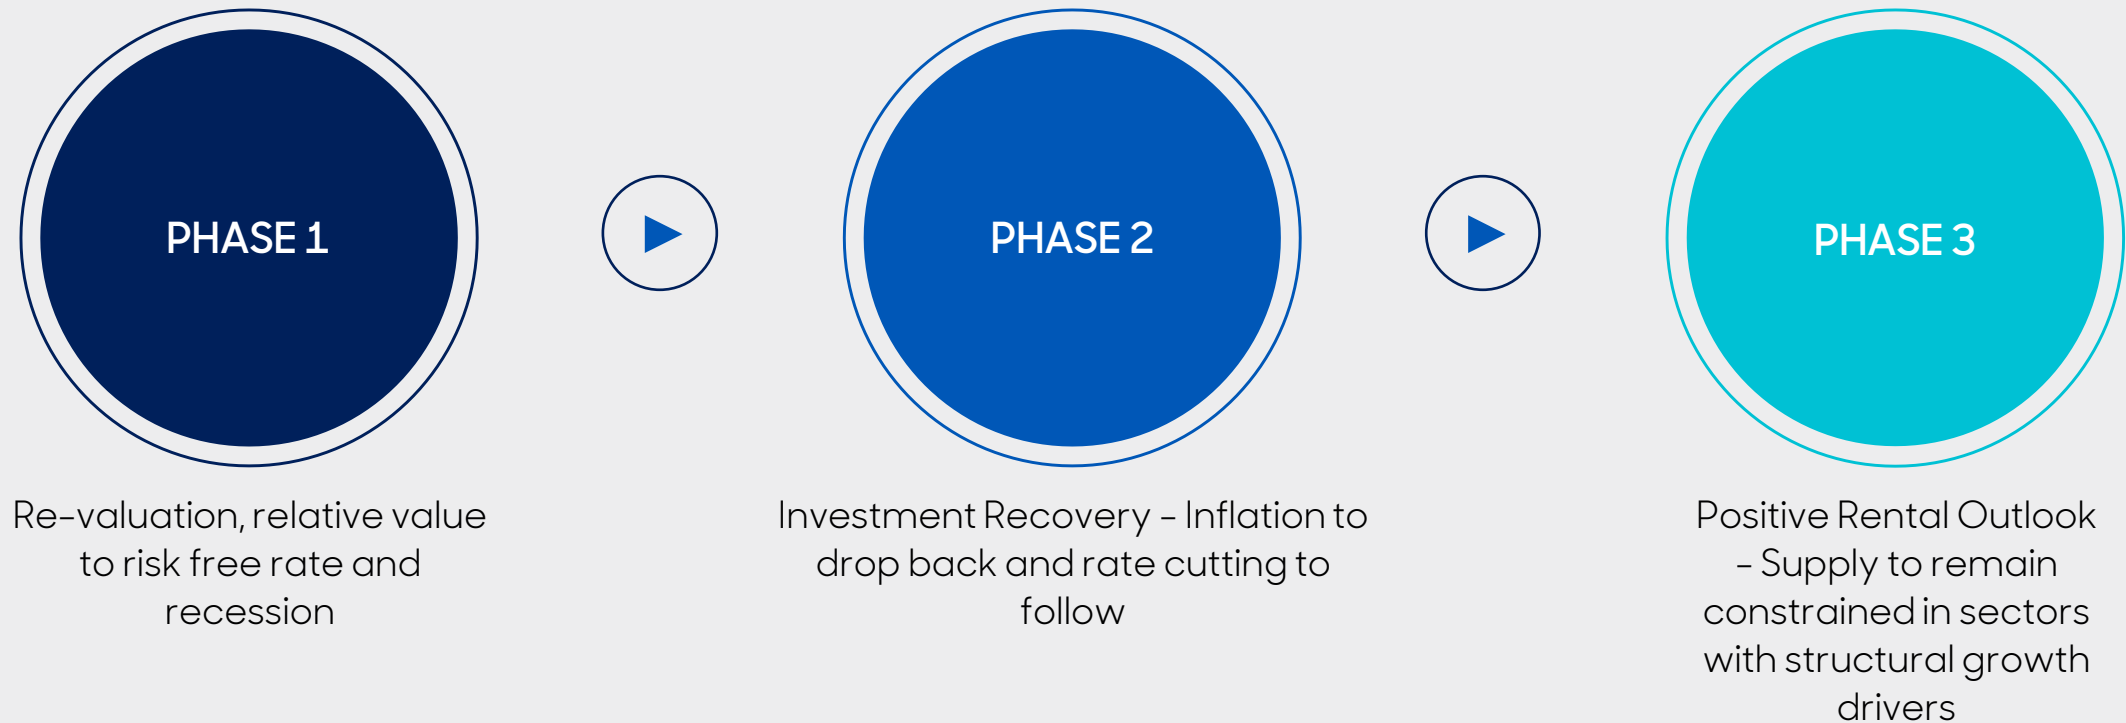 PHASE 1
PHASE 2
PHASE 3
Re-valuation, relative value
to risk free rate and
recession
Investment Recovery - Inflation to
drop back and rate cutting to
follow
Positive Rental Outlook
- Supply to remain
constrained in sectors
with structural growth
drivers